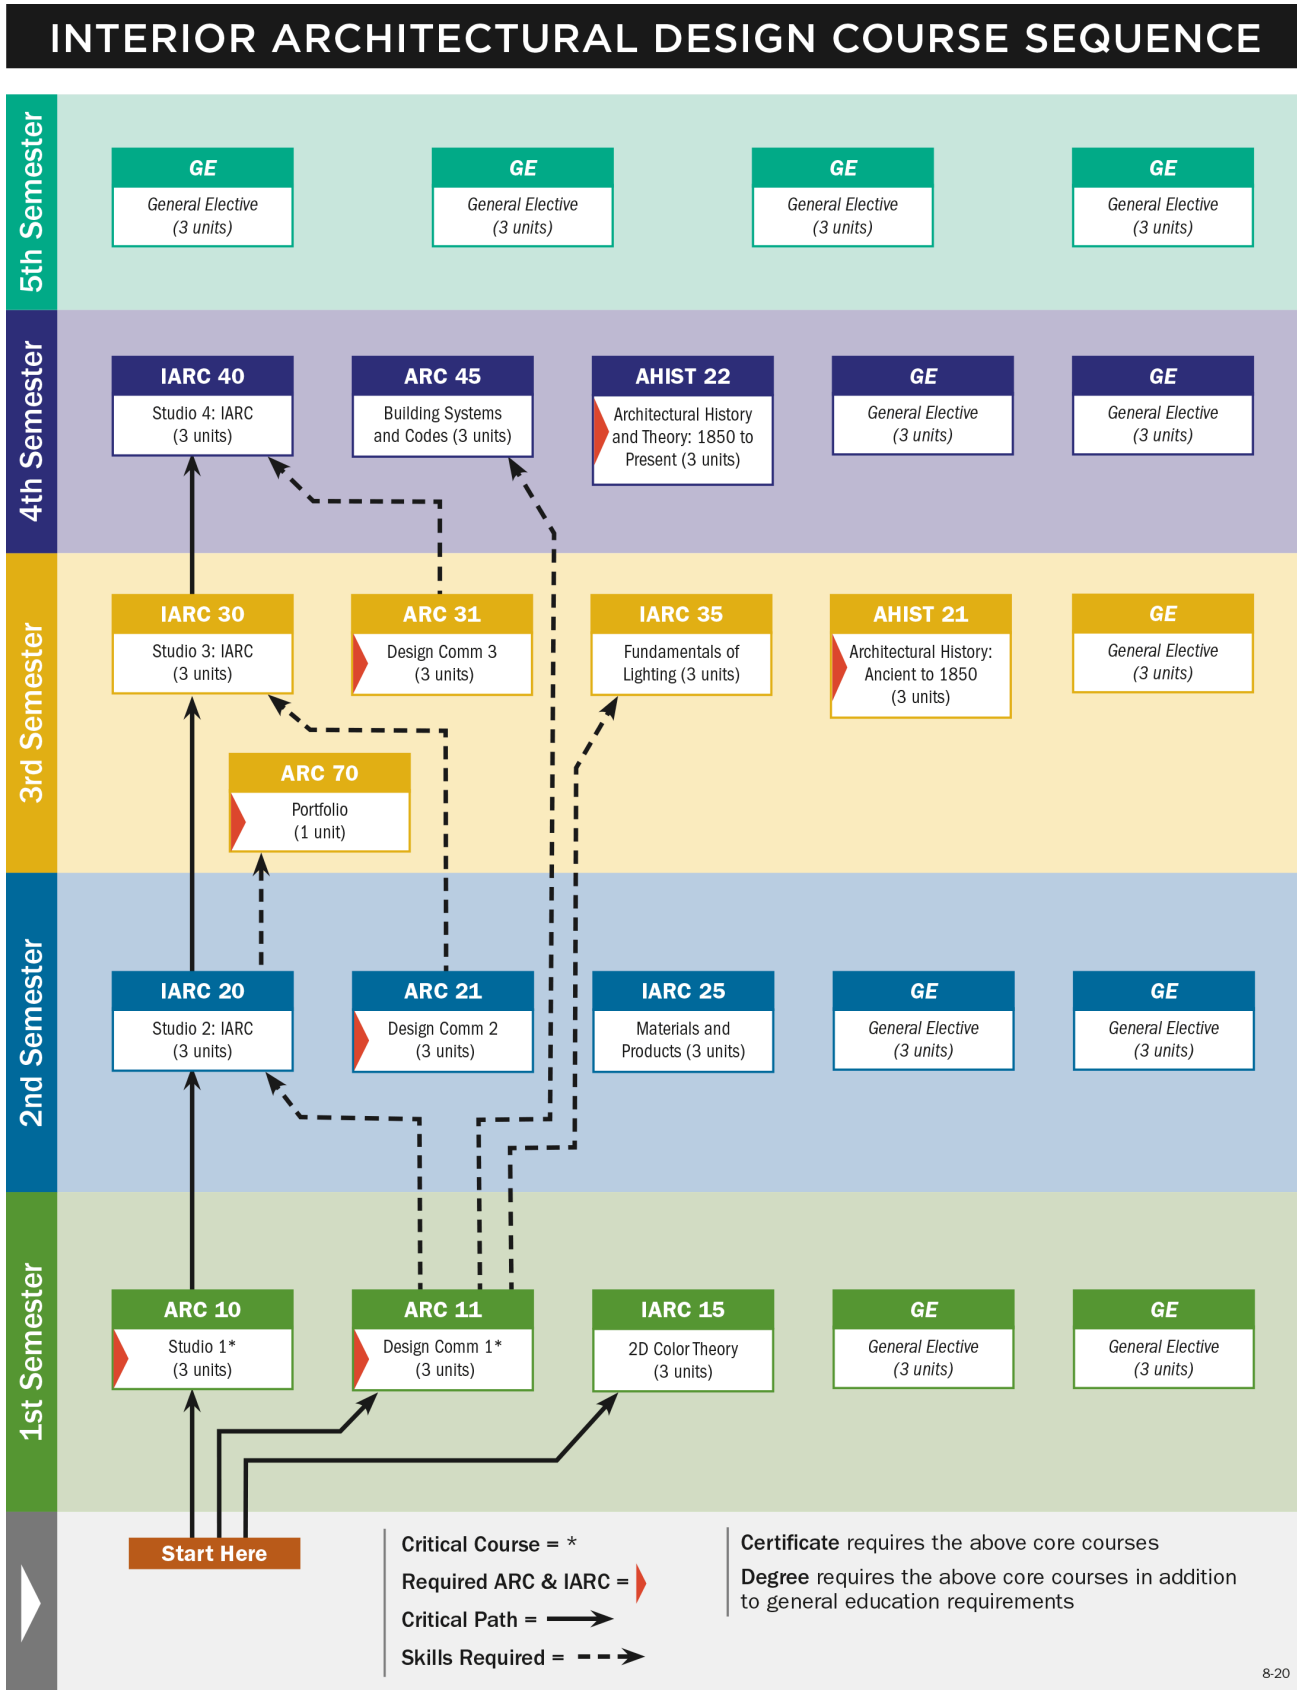 INTERIOR ARCHITECTURAL DESIGN COURSE SEQUENCE
5th Semester
GE
General Elective
(3 units)
GE
General Elective
(3 units)
GE
General Elective
(3 units)
GE
General Elective
(3 units)
4th Semester
IARC 40
Studio 4: IARC
(3 units)
ARC 45
Building Systems
and Codes (3 units)
AHIST 22
Architectural History
and Theory: 1850 to
Present (3 units)
GE
General Elective
(3 units)
GE
General Elective
(3 units)
3rd Semester
IARC 30
Studio 3: IARC
(3 units)
ARC 31
Design Comm 3
(3 units)
IARC 35
Fundamentals of
Lighting (3 units)
AHIST 21
Architectural History:
Ancient to 1850
(3 units)
GE
General Elective
(3 units)
ARC 70
Portfolio
(1 unit)
2nd Semester
IARC 20
Studio 2: IARC
(3 units)
ARC 21
Design Comm 2
(3 units)
IARC 25
Materials and
Products (3 units)
GE
General Elective
(3 units)
GE
General Elective
(3 units)
1st Semester
ARC 10
Studio 1*
(3 units)
ARC 11
Design Comm 1*
(3 units)
IARC 15
2D Color Theory
(3 units)
GE
General Elective
(3 units)
GE
General Elective
(3 units)
Start Here
Critical Course = *
Required ARC & IARC =
Critical Path =
Skills Required =
Certificate requires the above core courses
Degree requires the above core courses in addition
to general education requirements
8-20